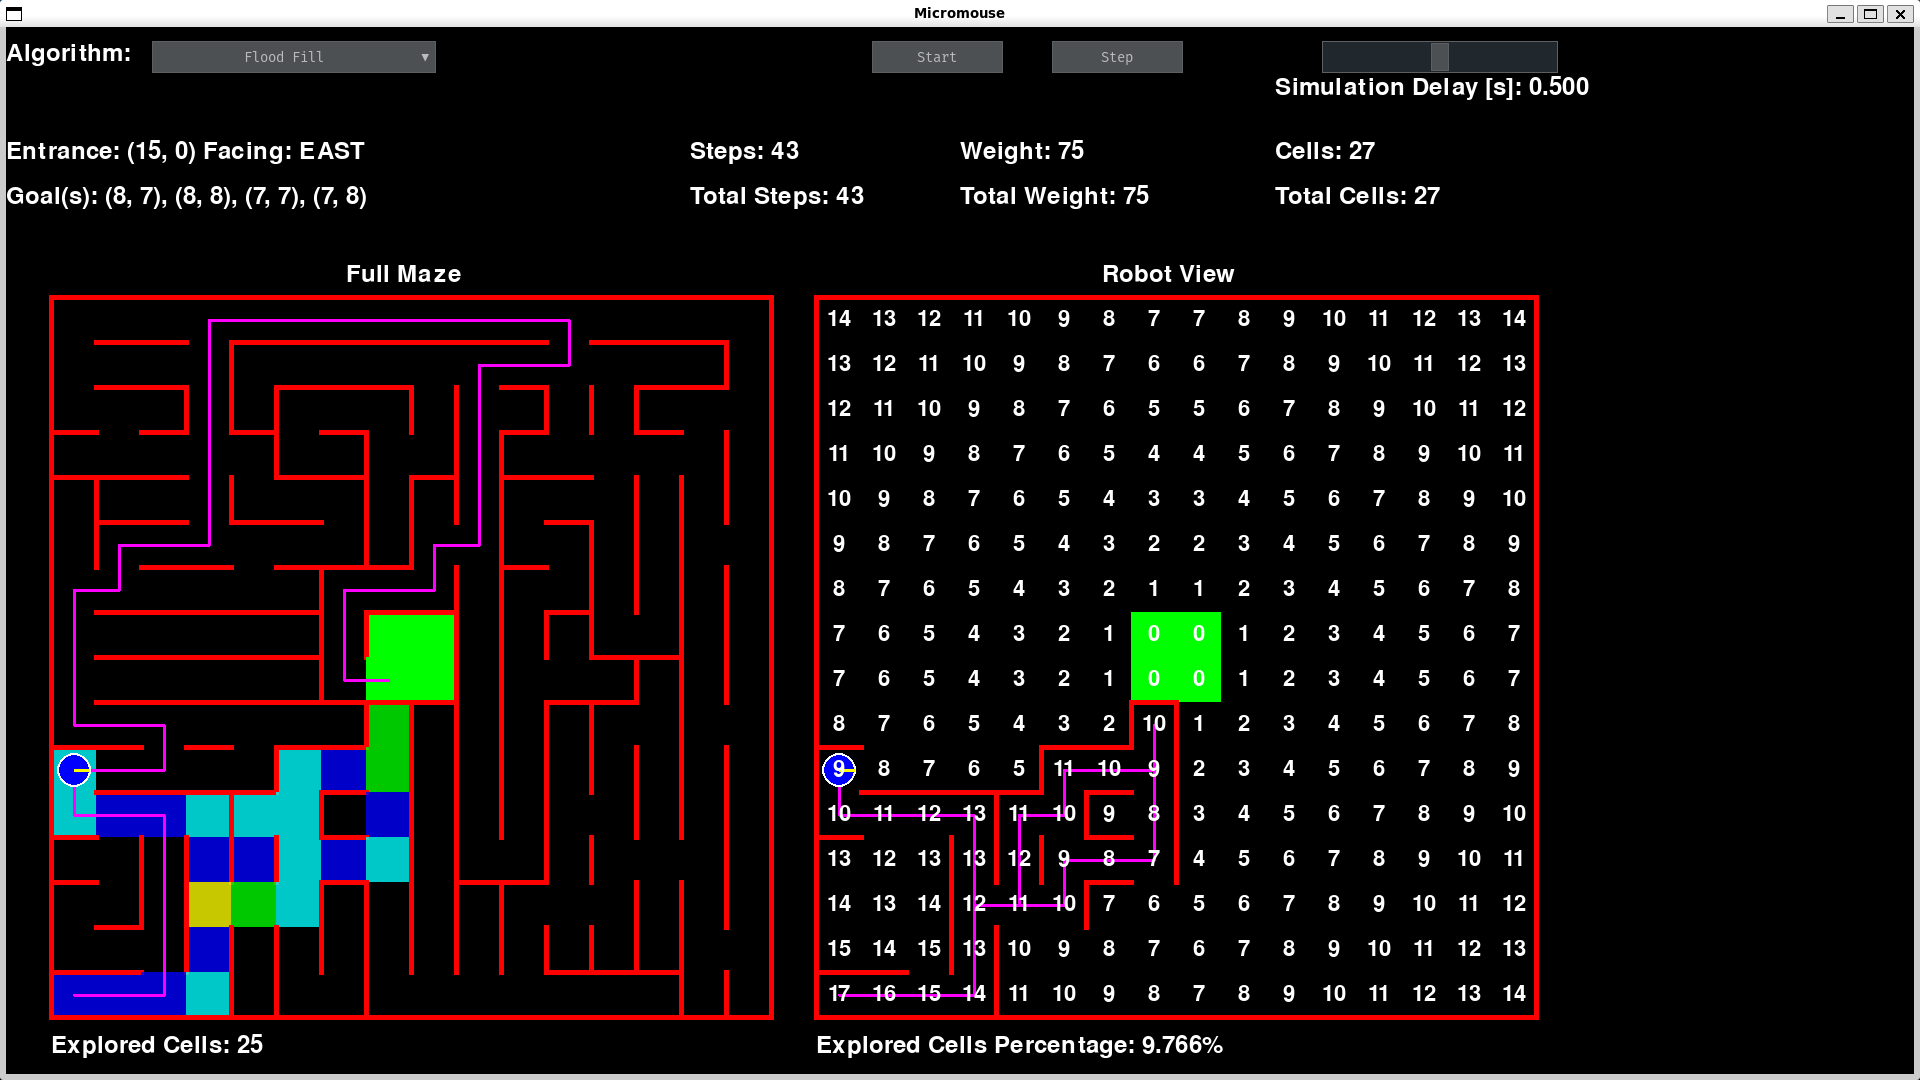 Micromouse
Algorithm: Flood Fill ▼ Start Step
Simulation Delay [s]: 0.500
Entrance: (15, 0) Facing: EAST Steps: 43 Weight: 75 Cells: 27
Goal(s): (8, 7), (8, 8), (7, 7), (7, 8) Total Steps: 43 Total Weight: 75 Total Cells: 27
Full Maze Robot View
14 13 12 11 10 9 8 7 7 8 9 10 11 12 13 14
13 12 11 10 9 8 7 6 6 7 8 9 10 11 12 13
12 11 10 9 8 7 6 5 5 6 7 8 9 10 11 12
11 10 9 8 7 6 5 4 4 5 6 7 8 9 10 11
10 9 8 7 6 5 4 3 3 4 5 6 7 8 9 10
9 8 7 6 5 4 3 2 2 3 4 5 6 7 8 9
8 7 6 5 4 3 2 1 1 2 3 4 5 6 7 8
7 6 5 4 3 2 1 0 0 1 2 3 4 5 6 7
7 6 5 4 3 2 1 0 0 1 2 3 4 5 6 7
8 7 6 5 4 3 2 10 1 2 3 4 5 6 7 8
9 8 7 6 5 11 10 9 2 3 4 5 6 7 8 9
10 11 12 13 11 10 9 8 3 4 5 6 7 8 9 10
13 12 13 13 12 9 8 7 4 5 6 7 8 9 10 11
14 13 14 12 11 10 7 6 5 6 7 8 9 10 11 12
15 14 15 13 10 9 8 7 6 7 8 9 10 11 12 13
17 16 15 14 11 10 9 8 7 8 9 10 11 12 13 14
Explored Cells: 25 Explored Cells Percentage: 9.766%